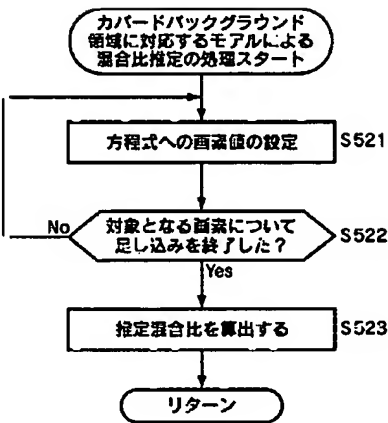 カバードバックグラウンド
領域に対応するモデルによる
混合比推定の処理スタート
方程式への画素値の設定
S521
対象となる画素について
足し込みを終了した?
S522
No
Yes
推定混合比を算出する
S523
リターン